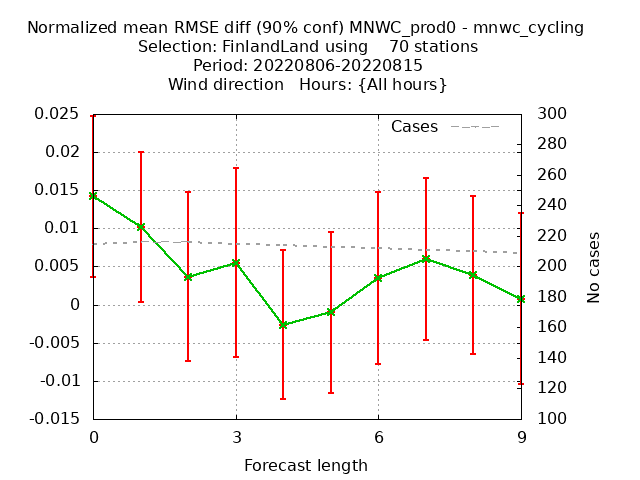 Normalized mean RMSE diff (90% conf) MNWC_prod0 - mnwc_cycling
Selection: FinlandLand using 70 stations
Period: 20220806-20220815
Wind direction Hours: {All hours}
Cases
0.025
0.02
0.015
0.01
0.005
0
-0.005
-0.01
-0.015
300
280
260
240
220
200
180
160
140
120
100
No cases
0 3 6 9
Forecast length